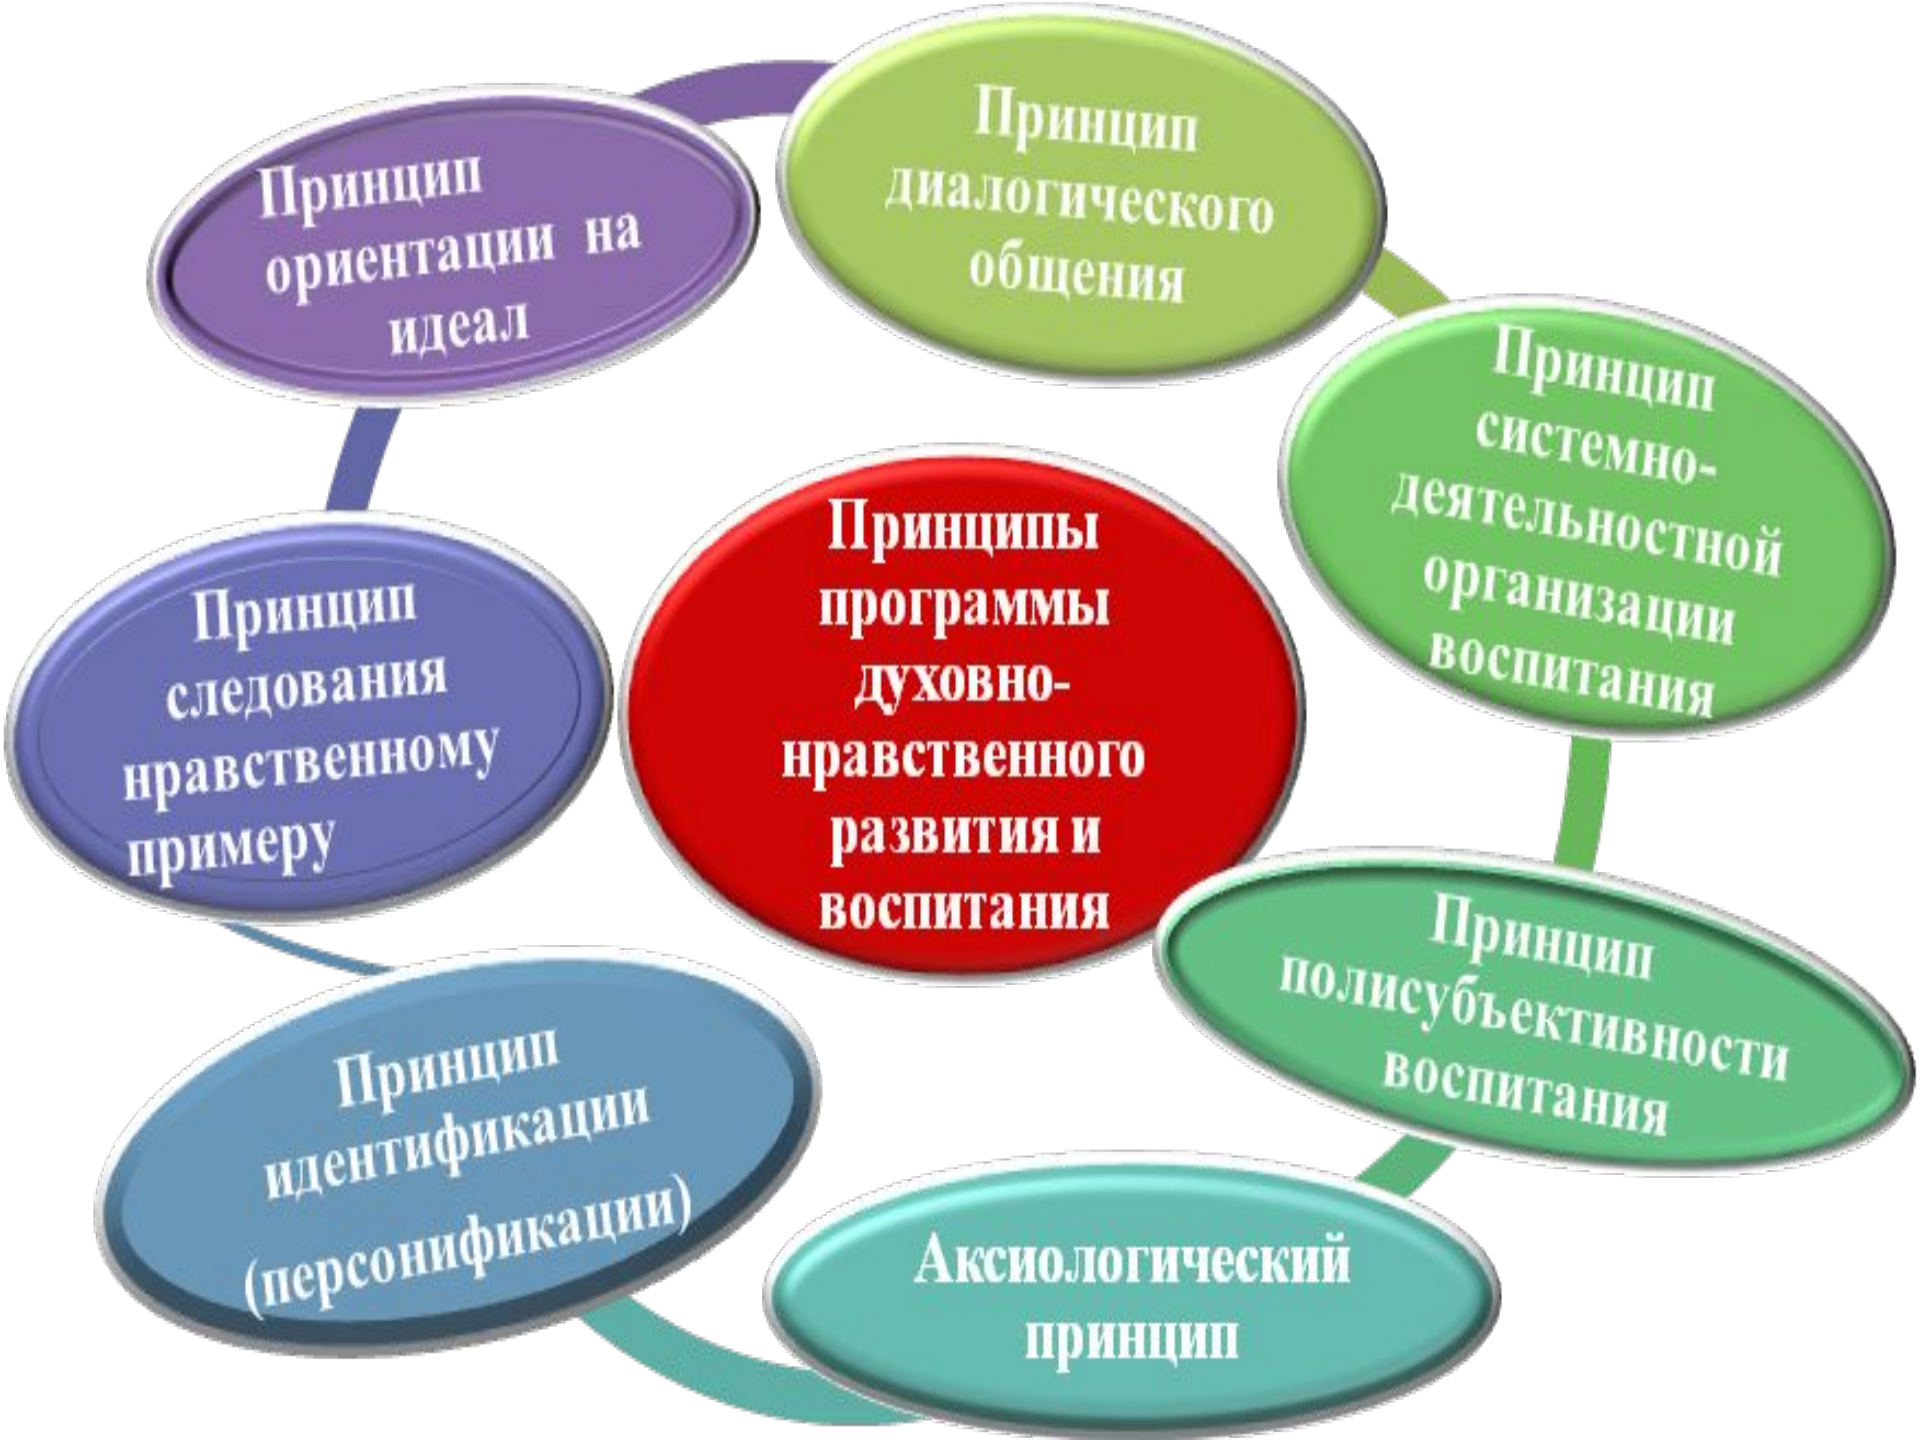 Принцип
диалогического
общения
Принцип
ориентации на
идеал
Принцип
системно-
деятельностной
организации
воспитания
Принципы
программы
духовно-
нравственного
развития и
воспитания
Принцип
следования
нравственному
примеру
Принцип
полисубъективности
воспитания
Принцип
идентификации
(персонификации)
Аксиологический
принцип